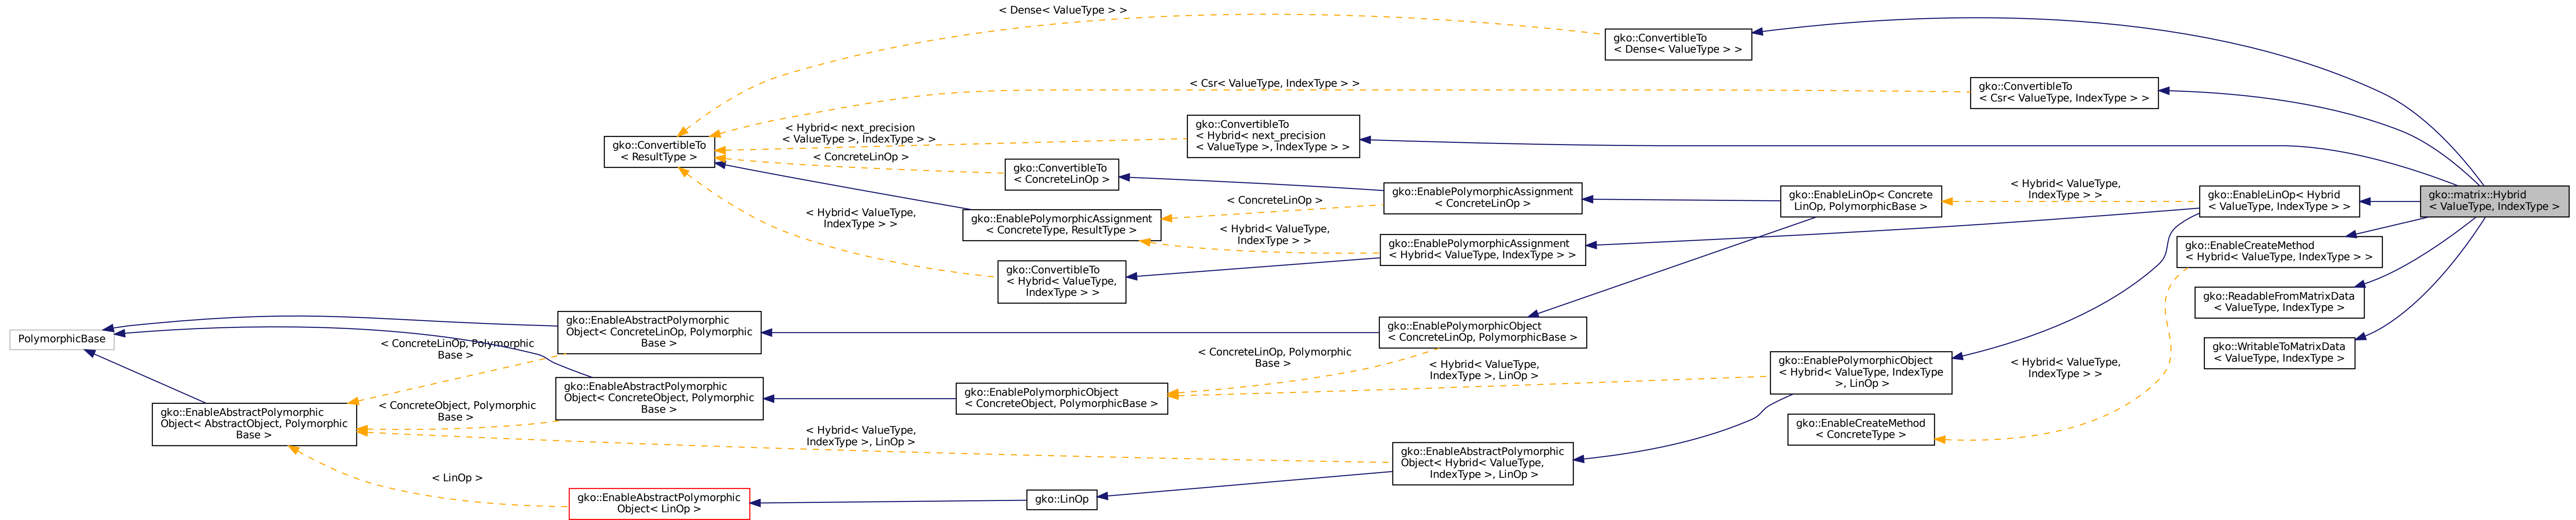 < Dense< ValueType > >
gko::ConvertibleTo
< Dense< ValueType > >
< Csr< ValueType, IndexType > >
gko::ConvertibleTo
< Csr< ValueType, IndexType > >
gko::ConvertibleTo
< ResultType >
< Hybrid< next_precision
< ValueType >, IndexType > >
gko::ConvertibleTo
< Hybrid< next_precision
< ValueType >, IndexType > >
< ConcreteLinOp >
gko::ConvertibleTo
< ConcreteLinOp >
gko::EnablePolymorphicAssignment
< ConcreteLinOp >
gko::EnableLinOp< Concrete
LinOp, PolymorphicBase >
< Hybrid< ValueType,
IndexType > >
gko::EnableLinOp< Hybrid
< ValueType, IndexType > >
gko::matrix::Hybrid
< ValueType, IndexType >
< Hybrid< ValueType,
IndexType > >
gko::EnablePolymorphicAssignment
< ConcreteType, ResultType >
< ConcreteLinOp >
< Hybrid< ValueType,
IndexType > >
gko::EnablePolymorphicAssignment
< Hybrid< ValueType, IndexType > >
gko::EnableCreateMethod
< Hybrid< ValueType, IndexType > >
gko::ConvertibleTo
< Hybrid< ValueType,
IndexType > >
gko::ReadableFromMatrixData
< ValueType, IndexType >
PolymorphicBase
gko::EnableAbstractPolymorphic
Object< ConcreteLinOp, Polymorphic
Base >
gko::EnablePolymorphicObject
< ConcreteLinOp, PolymorphicBase >
gko::WritableToMatrixData
< ValueType, IndexType >
< ConcreteLinOp, Polymorphic
Base >
< ConcreteLinOp, Polymorphic
Base >
< Hybrid< ValueType,
IndexType >, LinOp >
gko::EnablePolymorphicObject
< Hybrid< ValueType, IndexType
>, LinOp >
< Hybrid< ValueType,
IndexType > >
gko::EnableAbstractPolymorphic
Object< ConcreteObject, Polymorphic
Base >
gko::EnablePolymorphicObject
< ConcreteObject, PolymorphicBase >
gko::EnableAbstractPolymorphic
Object< AbstractObject, Polymorphic
Base >
< ConcreteObject, Polymorphic
Base >
< Hybrid< ValueType,
IndexType >, LinOp >
gko::EnableCreateMethod
< ConcreteType >
gko::EnableAbstractPolymorphic
Object< Hybrid< ValueType,
IndexType >, LinOp >
< LinOp >
gko::EnableAbstractPolymorphic
Object< LinOp >
gko::LinOp